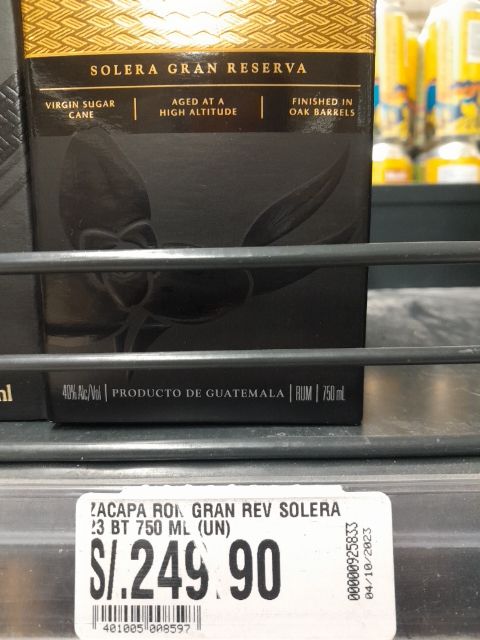 SOLERA GRAN RESERVA
VIRGIN SUGAR CANE | AGED AT A HIGH ALTITUDE | FINISHED IN OAK BARRELS
40% Alc/Vol | PRODUCTO DE GUATEMALA | RUM | 750 mL
ml
ZACAPA RON GRAN REV SOLERA
23 BT 750 ML (UN)
S/.249.90
00000925833
04/10/2023
401005 008597